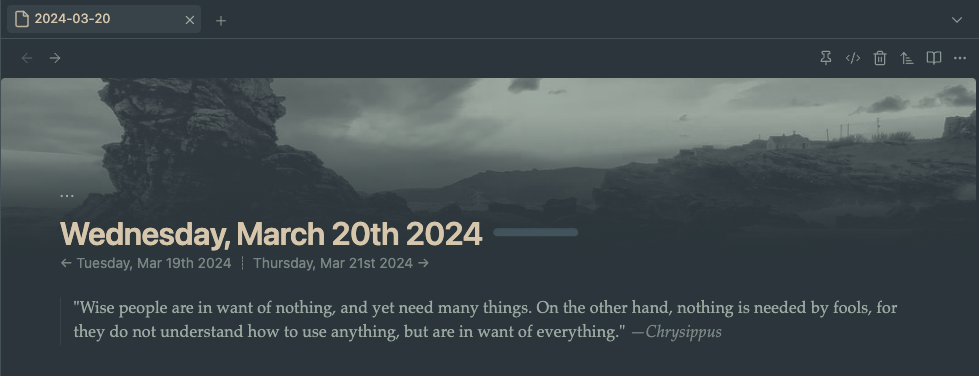 2024-03-20
Wednesday, March 20th 2024
← Tuesday, Mar 19th 2024 ┊ Thursday, Mar 21st 2024 →
"Wise people are in want of nothing, and yet need many things. On the other hand, nothing is needed by fools, for
they do not understand how to use anything, but are in want of everything." —Chrysippus